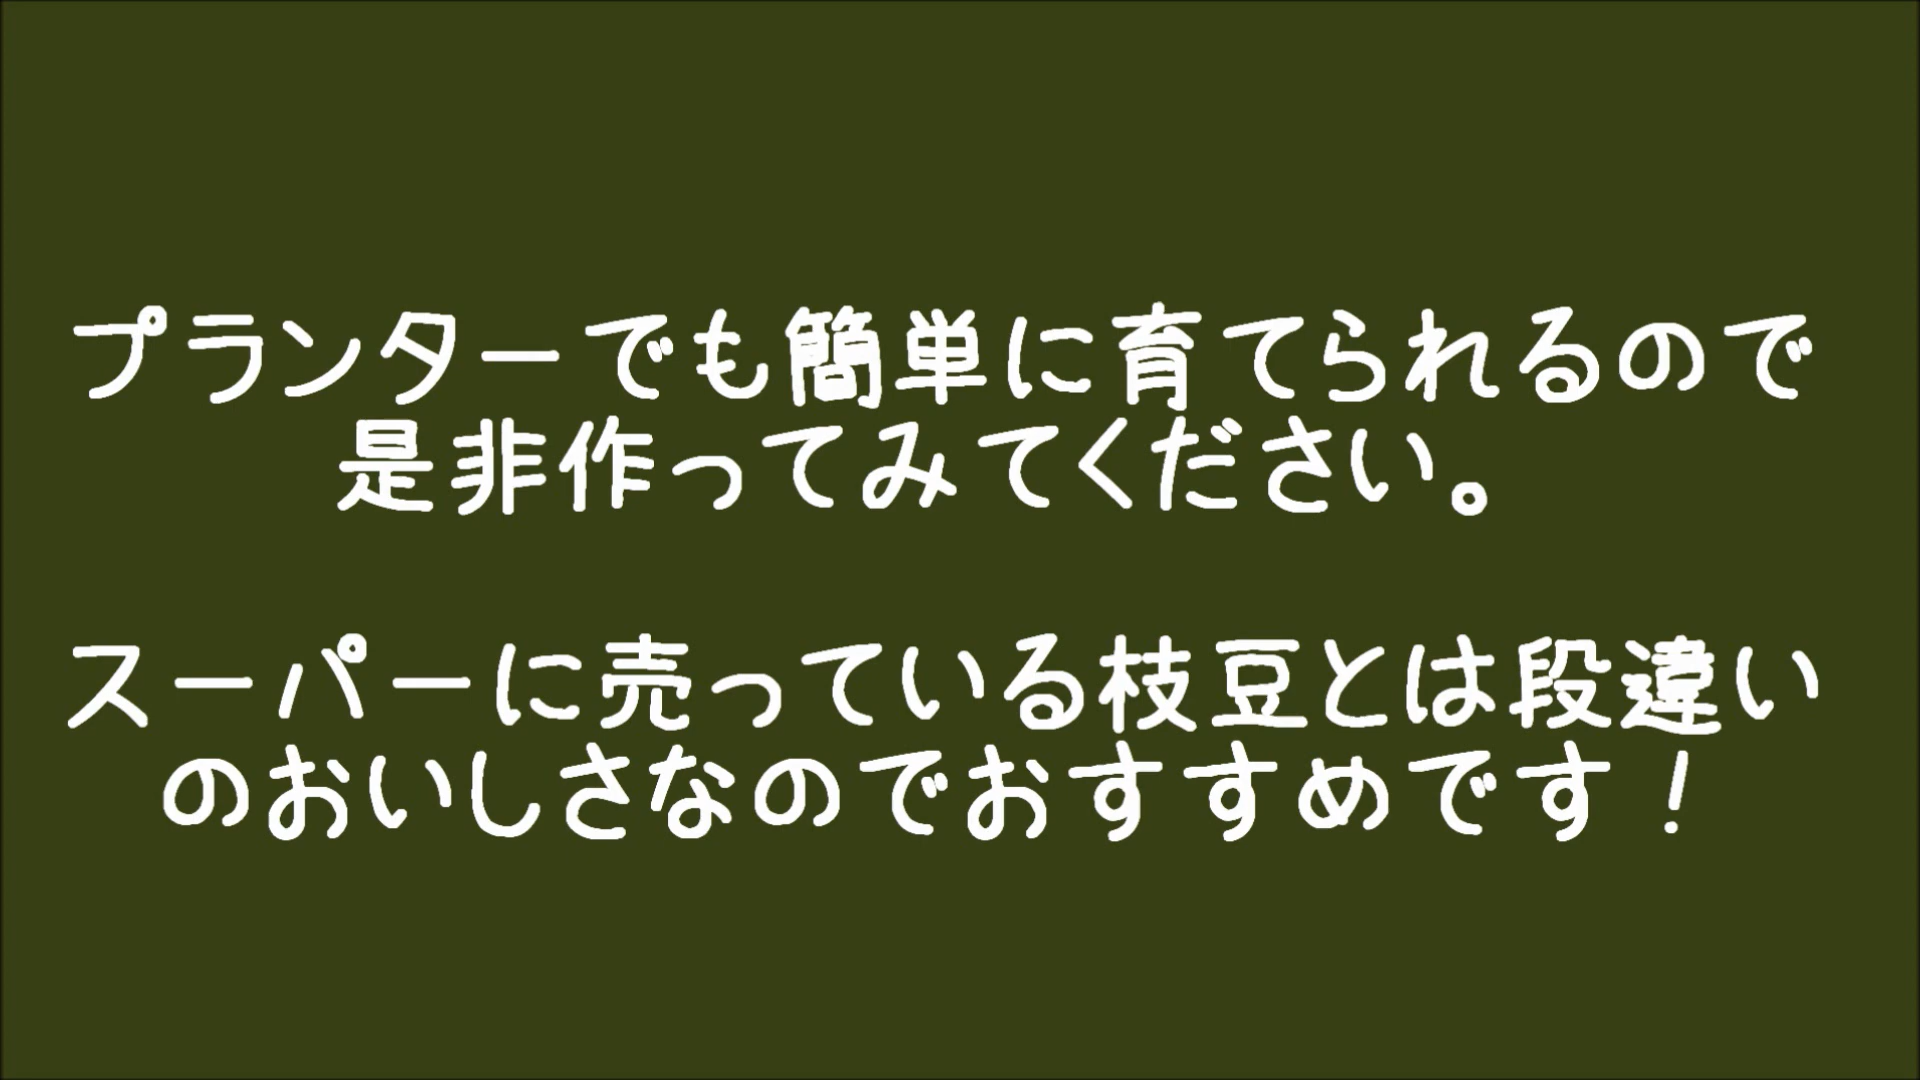 プランターでも簡単に育てられるので
是非作ってみてください。
スーパーに売っている枝豆とは段違い
のおいしさなのでおすすめです！